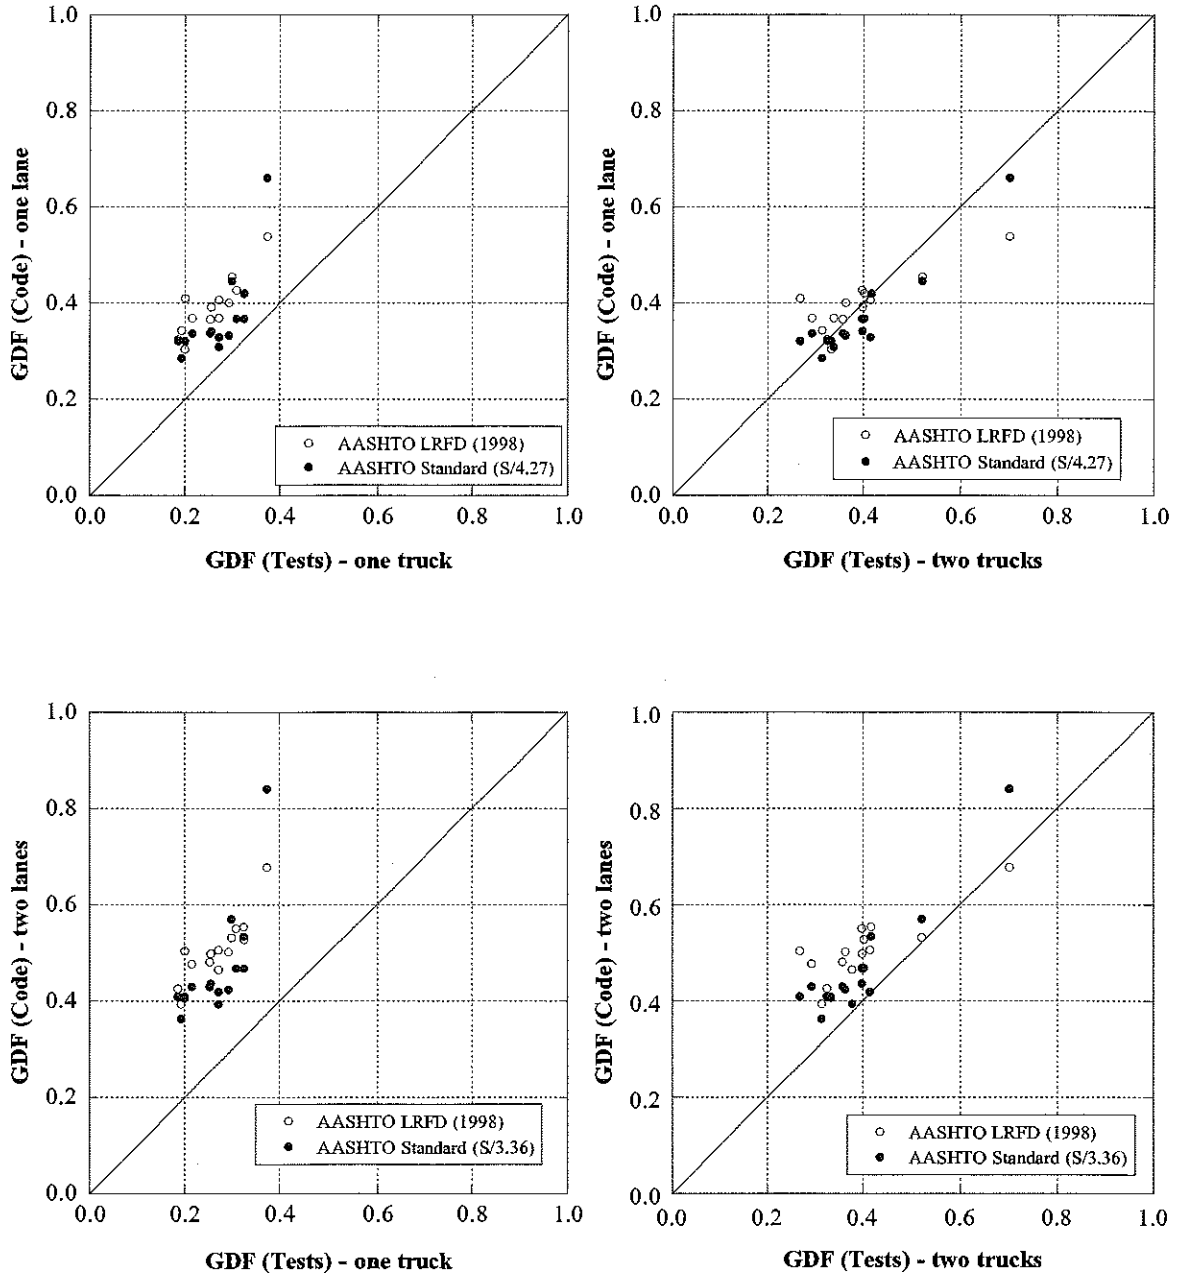 1.0
0.8
0.6
0.4
0.2
0.0
GDF (Code) - one lane
AASHTO LRFD (1998)
AASHTO Standard (S/4.27)
0.0 0.2 0.4 0.6 0.8 1.0
GDF (Tests) - one truck
1.0
0.8
0.6
0.4
0.2
0.0
GDF (Code) - one lane
AASHTO LRFD (1998)
AASHTO Standard (S/4.27)
0.0 0.2 0.4 0.6 0.8 1.0
GDF (Tests) - two trucks
1.0
0.8
0.6
0.4
0.2
0.0
GDF (Code) - two lanes
AASHTO LRFD (1998)
AASHTO Standard (S/3.36)
0.0 0.2 0.4 0.6 0.8 1.0
GDF (Tests) - one truck
1.0
0.8
0.6
0.4
0.2
0.0
GDF (Code) - two lanes
AASHTO LRFD (1998)
AASHTO Standard (S/3.36)
0.0 0.2 0.4 0.6 0.8 1.0
GDF (Tests) - two trucks